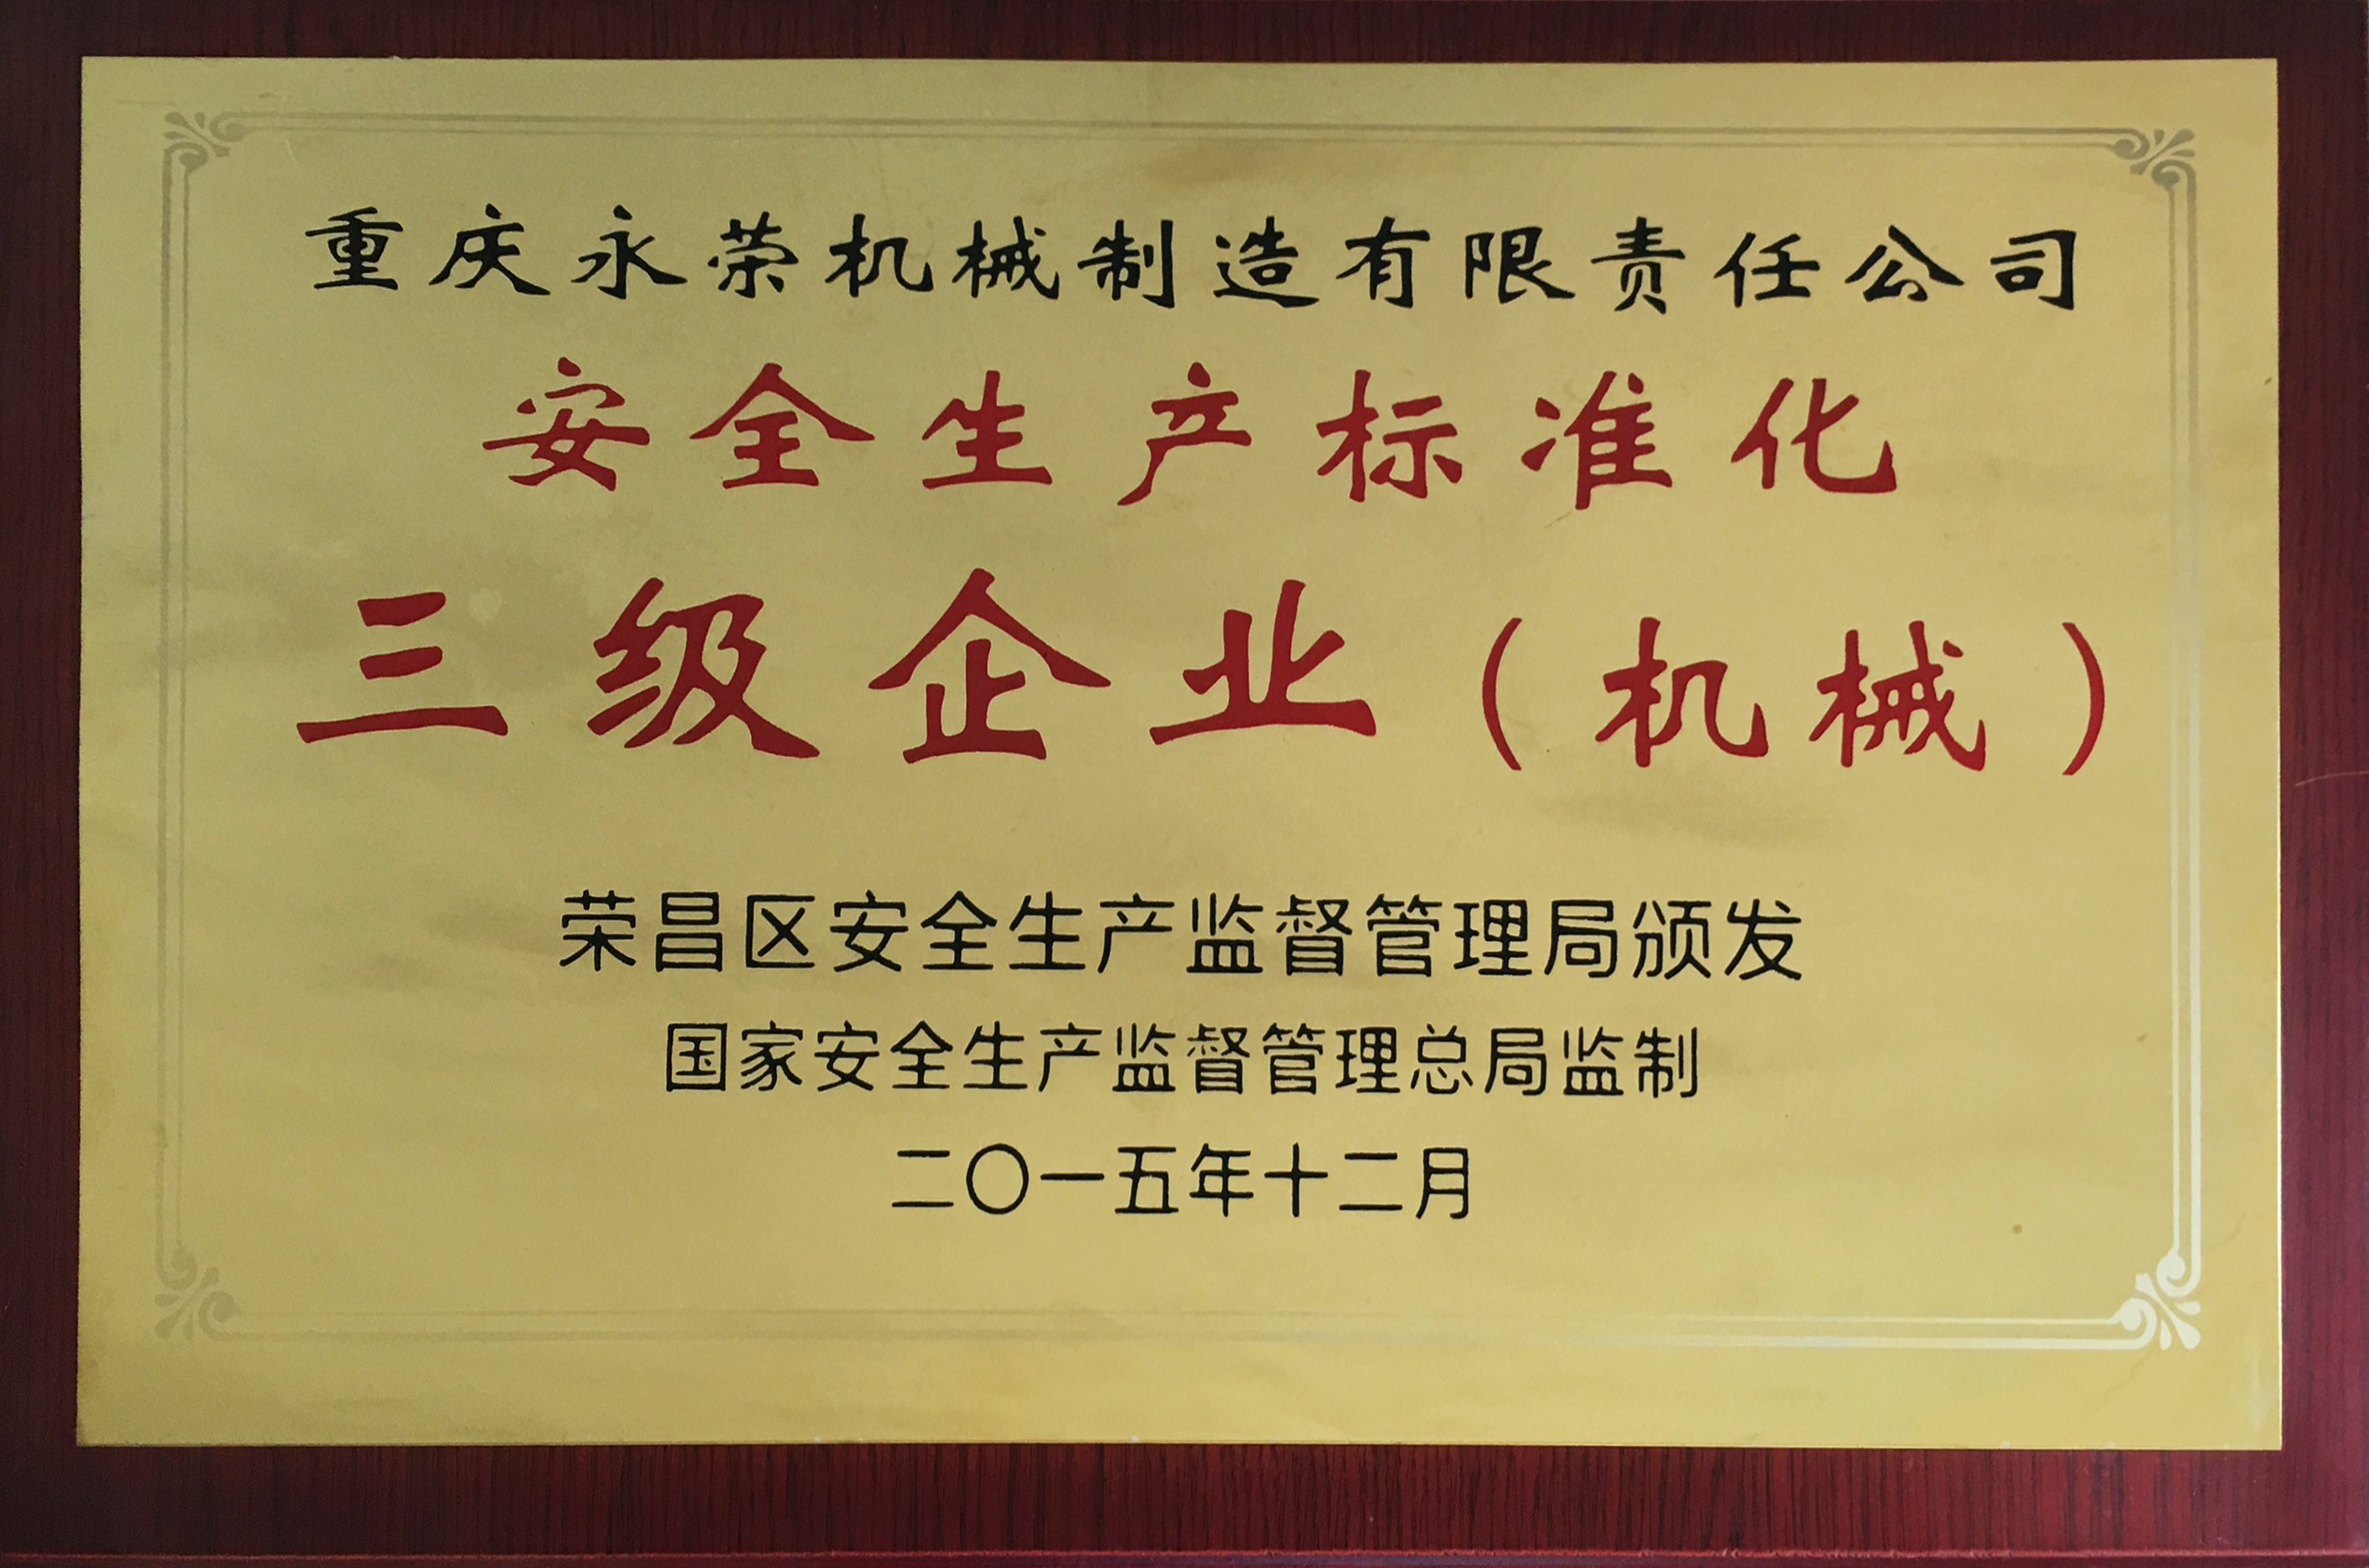 重庆永荣机械制造有限责任公司
安全生产标准化
三级企业(机械)
荣昌区安全生产监督管理局颁发
国家安全生产监督管理总局监制
二〇一五年十二月